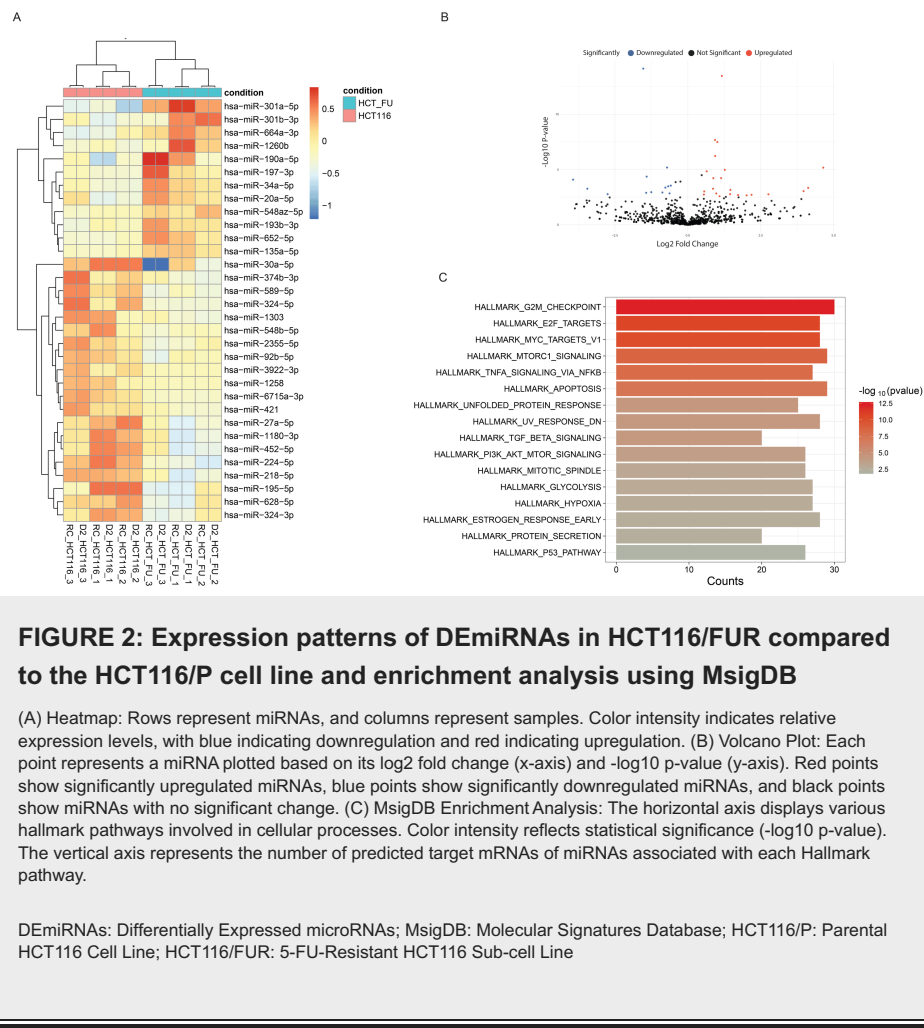 A
condition
hsa−miR−301a−5p
hsa−miR−301b−3p
hsa−miR−664a−3p
hsa−miR−1260b
hsa−miR−190a−5p
hsa−miR−197−3p
hsa−miR−34a−5p
hsa−miR−20a−5p
hsa−miR−548az−5p
hsa−miR−193b−3p
hsa−miR−652−5p
hsa−miR−135a−5p
hsa−miR−30a−5p
hsa−miR−374b−3p
hsa−miR−589−5p
hsa−miR−324−5p
hsa−miR−1303
hsa−miR−548b−5p
hsa−miR−2355−5p
hsa−miR−92b−5p
hsa−miR−3922−3p
hsa−miR−1258
hsa−miR−6715a−3p
hsa−miR−421
hsa−miR−27a−5p
hsa−miR−1180−3p
hsa−miR−452−5p
hsa−miR−224−5p
hsa−miR−218−5p
hsa−miR−195−5p
hsa−miR−628−5p
hsa−miR−324−3p
RC_HCT116_3
D2_HCT116_3
RC_HCT116_1
D2_HCT116_1
RC_HCT116_2
D2_HCT116_2
RC_HCT_FU_3
D2_HCT_FU_3
RC_HCT_FU_1
D2_HCT_FU_1
RC_HCT_FU_2
D2_HCT_FU_2
0.5
0
−0.5
−1
condition
HCT_FU
HCT116
B
Significantly Downregulated Not Significant Upregulated
-Log10 P-value
Log2 Fold Change
C
HALLMARK_G2M_CHECKPOINT
HALLMARK_E2F_TARGETS
HALLMARK_MYC_TARGETS_V1
HALLMARK_MTORC1_SIGNALING
HALLMARK_TNFA_SIGNALING_VIA_NFKB
HALLMARK_APOPTOSIS
HALLMARK_UNFOLDED_PROTEIN_RESPONSE
HALLMARK_UV_RESPONSE_DN
HALLMARK_TGF_BETA_SIGNALING
HALLMARK_PI3K_AKT_MTOR_SIGNALING
HALLMARK_MITOTIC_SPINDLE
HALLMARK_GLYCOLYSIS
HALLMARK_HYPOXIA
HALLMARK_ESTROGEN_RESPONSE_EARLY
HALLMARK_PROTEIN_SECRETION
HALLMARK_P53_PATHWAY
0 10 20 30
Counts
-log 10 (pvalue)
12.5
10.0
7.5
5.0
2.5
FIGURE 2: Expression patterns of DEmiRNAs in HCT116/FUR compared
to the HCT116/P cell line and enrichment analysis using MsigDB
(A) Heatmap: Rows represent miRNAs, and columns represent samples. Color intensity indicates relative
expression levels, with blue indicating downregulation and red indicating upregulation. (B) Volcano Plot: Each
point represents a miRNA plotted based on its log2 fold change (x-axis) and -log10 p-value (y-axis). Red points
show significantly upregulated miRNAs, blue points show significantly downregulated miRNAs, and black points
show miRNAs with no significant change. (C) MsigDB Enrichment Analysis: The horizontal axis displays various
hallmark pathways involved in cellular processes. Color intensity reflects statistical significance (-log10 p-value).
The vertical axis represents the number of predicted target mRNAs of miRNAs associated with each Hallmark
pathway.
DEmiRNAs: Differentially Expressed microRNAs; MsigDB: Molecular Signatures Database; HCT116/P: Parental
HCT116 Cell Line; HCT116/FUR: 5-FU-Resistant HCT116 Sub-cell Line